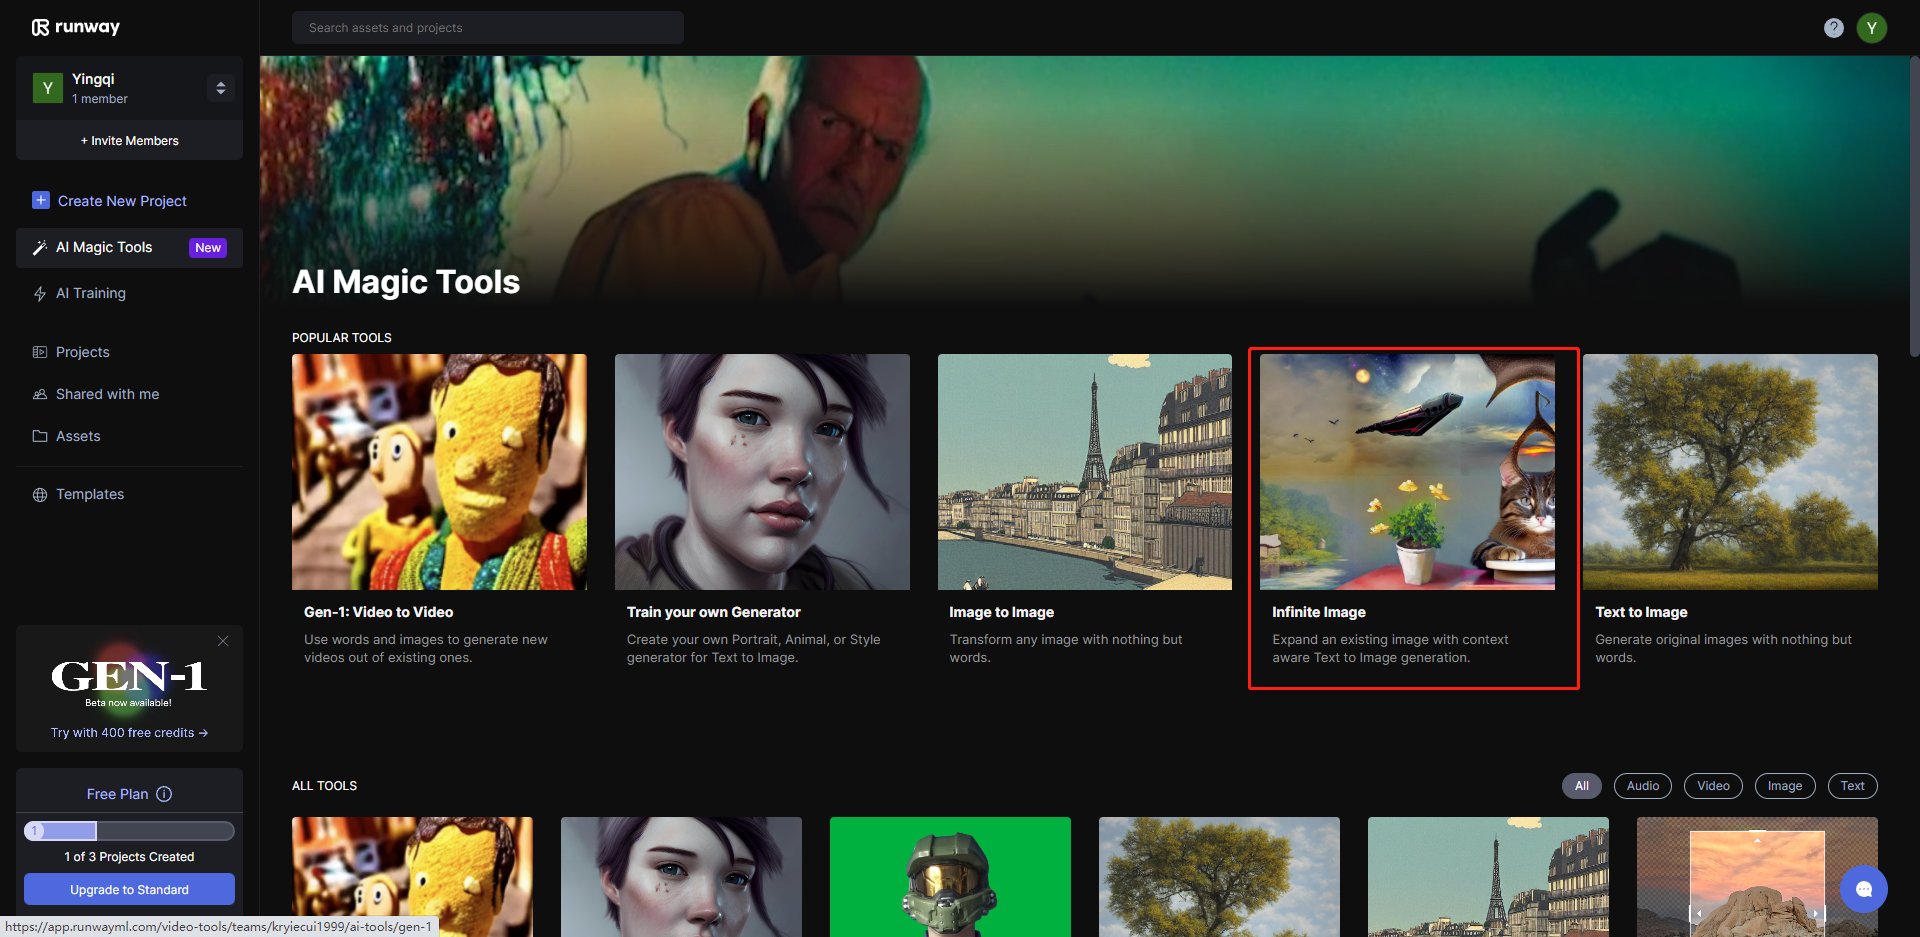 runway
Search assets and projects
?
Y
Y
Yingqi
1 member
+ Invite Members
Create New Project
AI Magic Tools
New
AI Training
Projects
Shared with me
Assets
Templates
GEN-1
Beta now available!
Try with 400 free credits →
Free Plan
1
1 of 3 Projects Created
Upgrade to Standard
AI Magic Tools
POPULAR TOOLS
Gen-1: Video to Video
Use words and images to generate new
videos out of existing ones.
Train your own Generator
Create your own Portrait, Animal, or Style
generator for Text to Image.
Image to Image
Transform any image with nothing but
words.
Infinite Image
Expand an existing image with context
aware Text to Image generation.
Text to Image
Generate original images with nothing but
words.
ALL TOOLS
All
Audio
Video
Image
Text
https://app.runwayml.com/video-tools/teams/kryiecui1999/ai-tools/gen-1